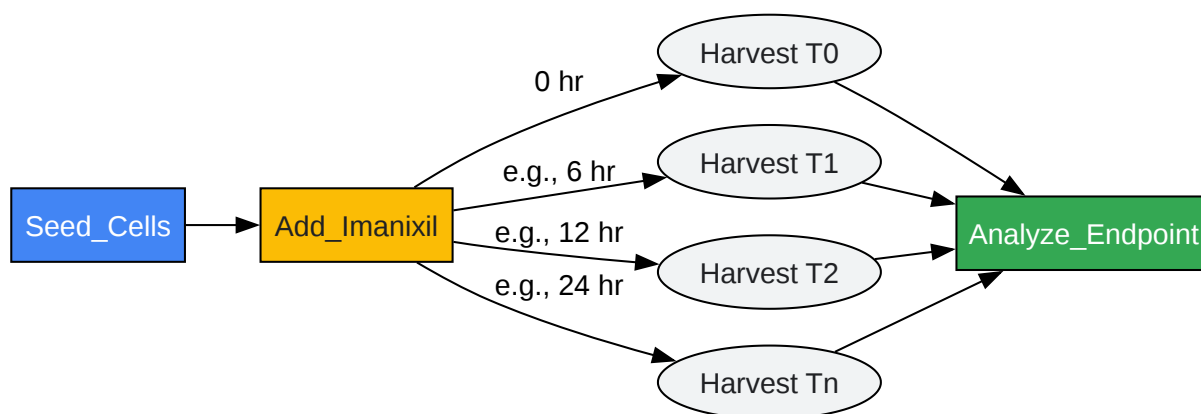 Seed_Cells
Add_Imanixil
0 hr
e.g., 6 hr
e.g., 12 hr
e.g., 24 hr
Harvest T0
Harvest T1
Harvest T2
Harvest Tn
Analyze_Endpoint